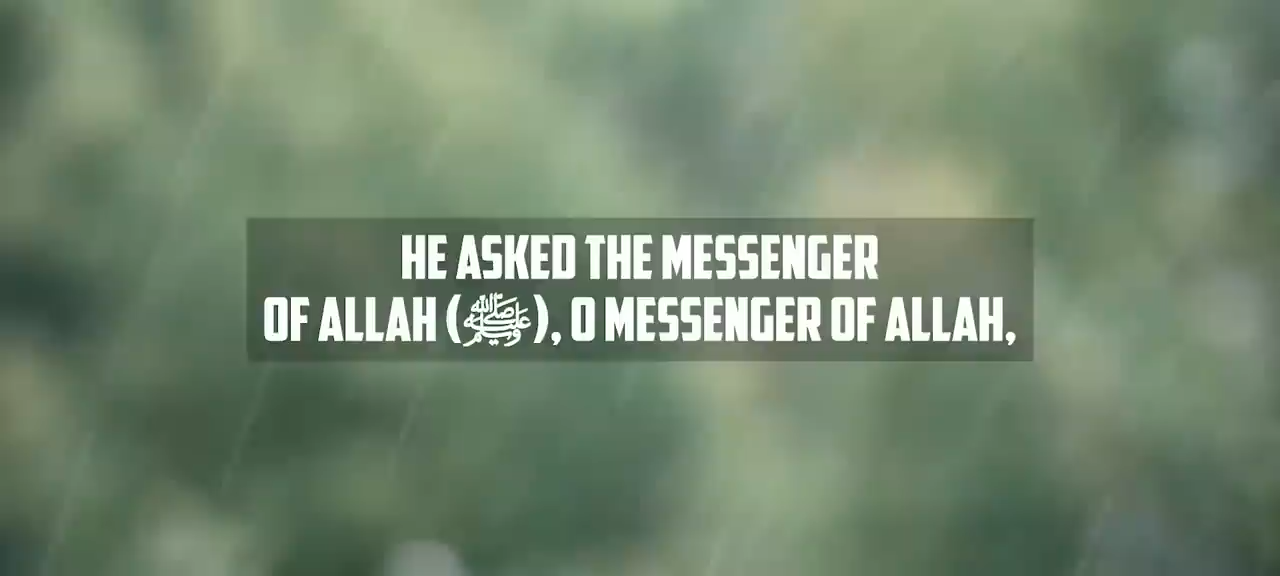 HE ASKED THE MESSENGER
OF ALLAH (ﷺ), O MESSENGER OF ALLAH,